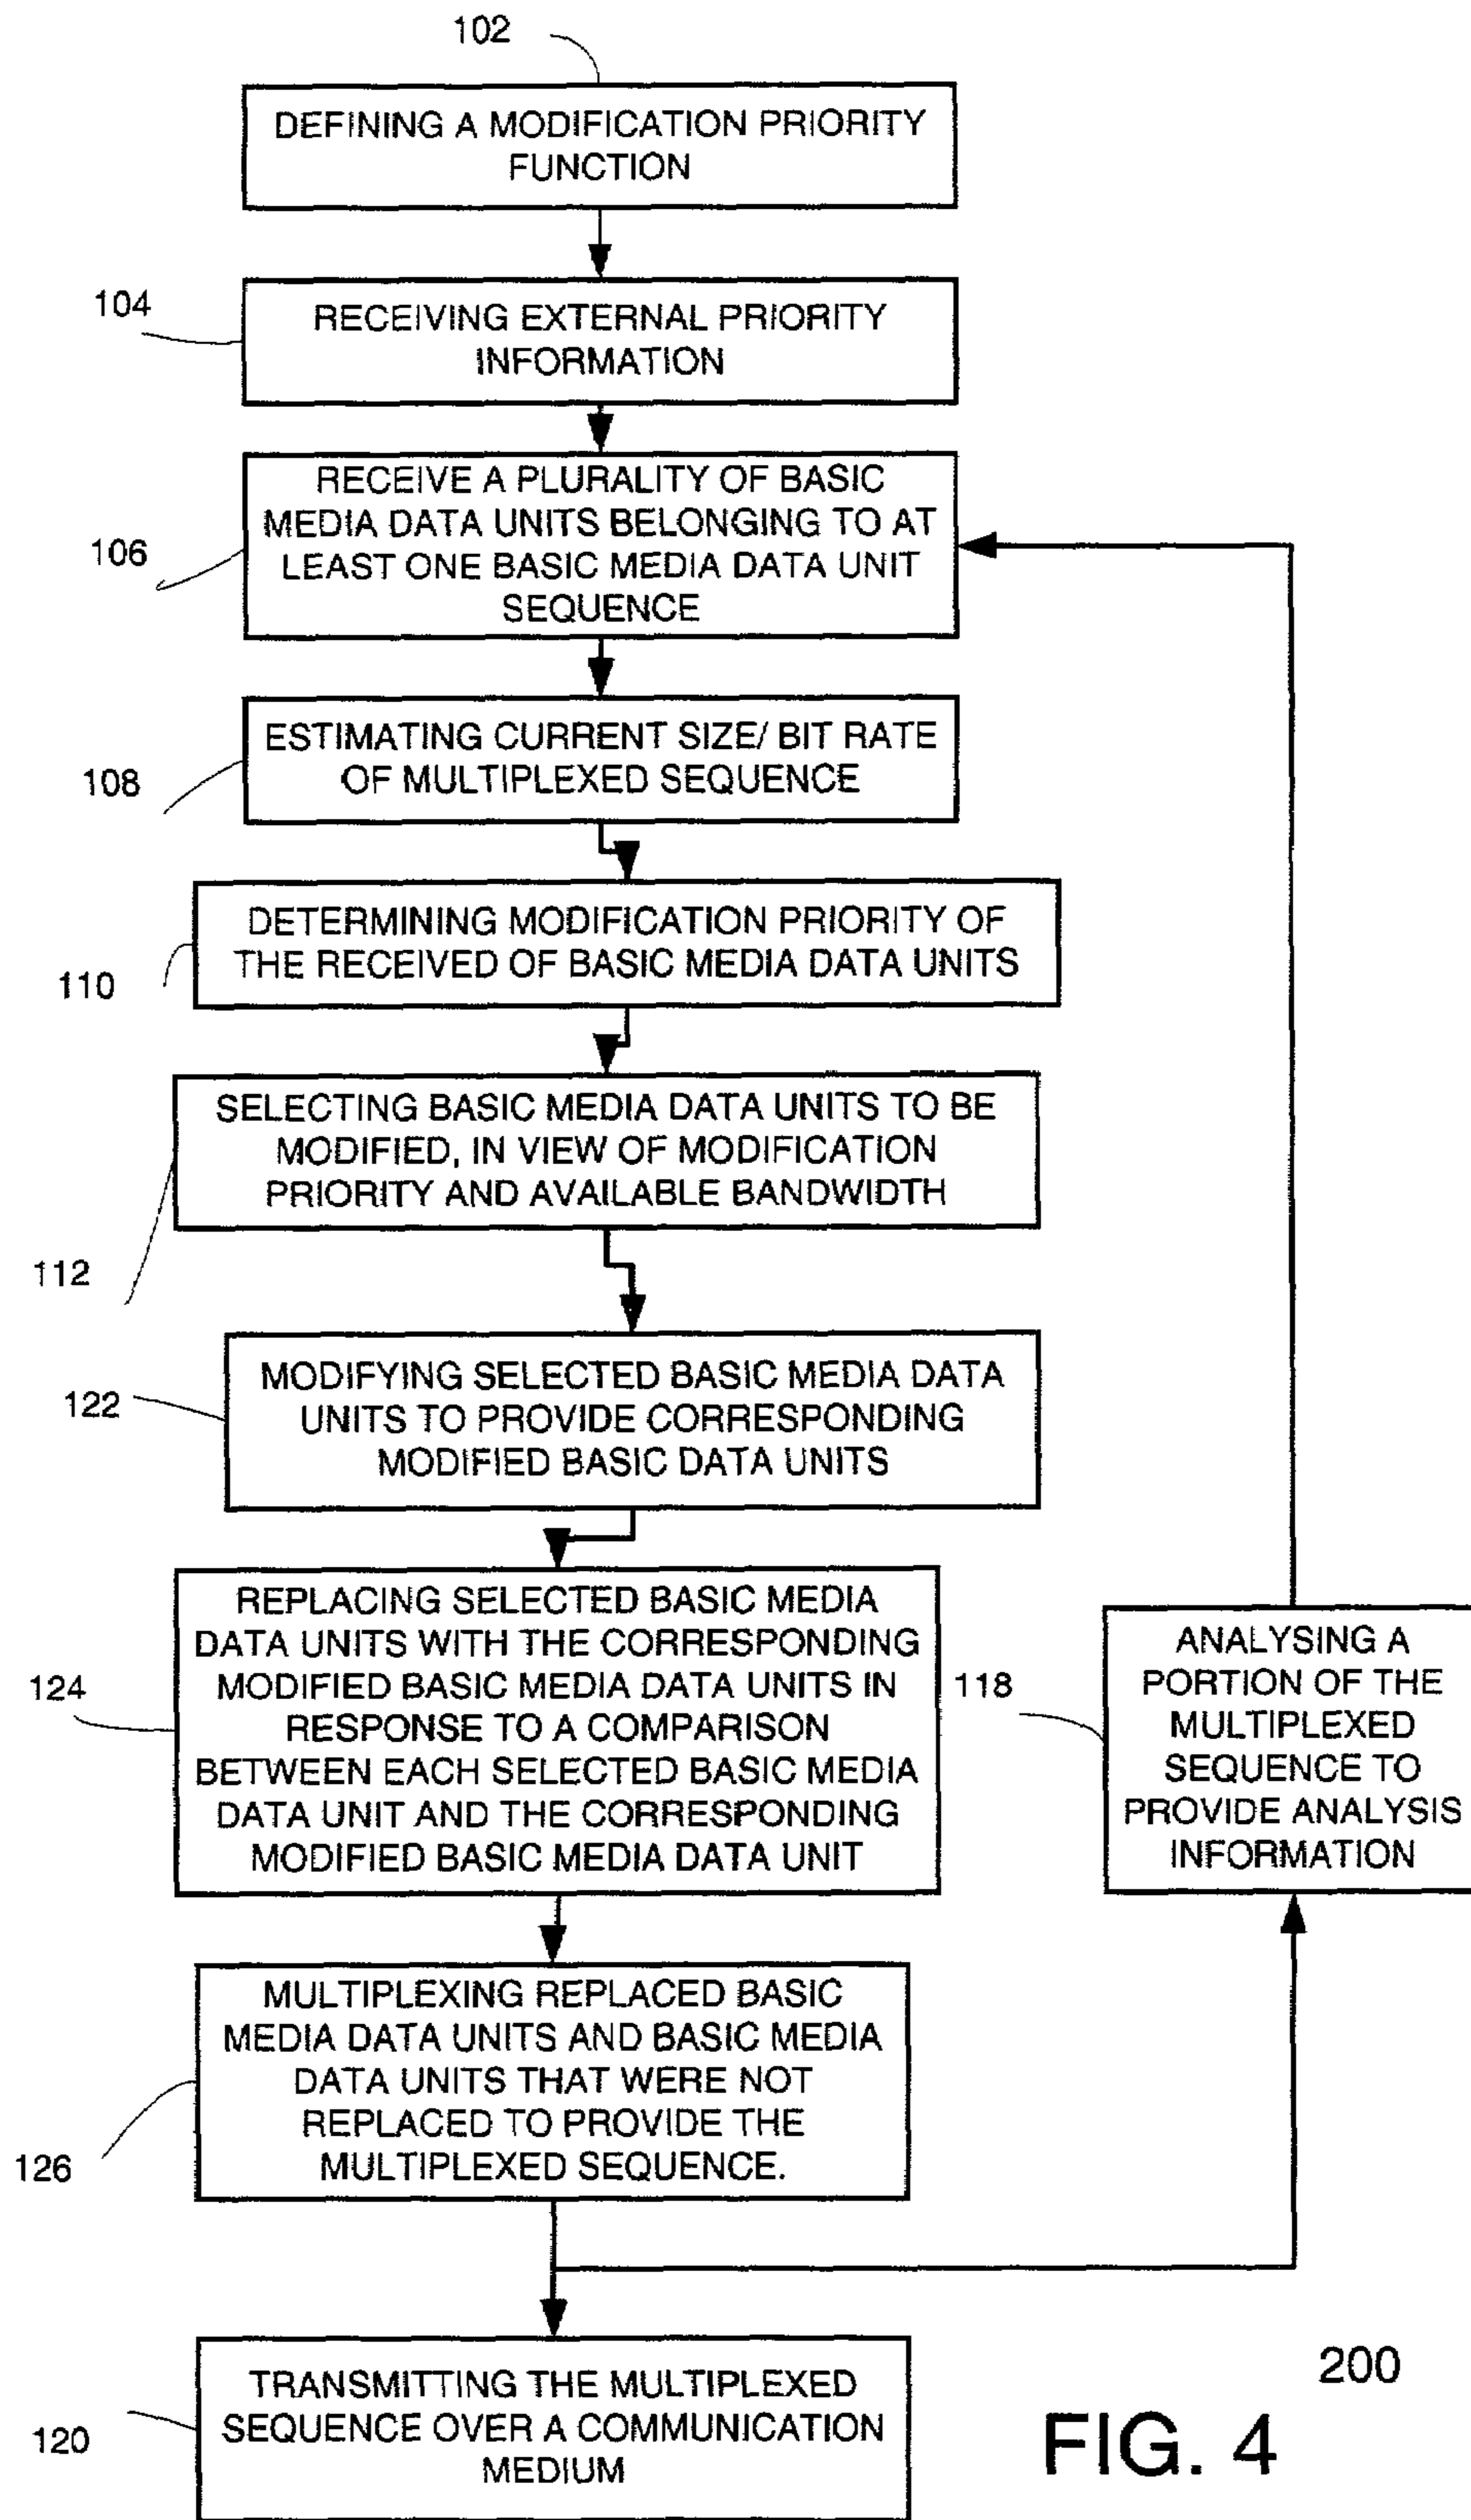 102
DEFINING A MODIFICATION PRIORITY
FUNCTION
104
RECEIVING EXTERNAL PRIORITY
INFORMATION
106
RECEIVE A PLURALITY OF BASIC
MEDIA DATA UNITS BELONGING TO AT
LEAST ONE BASIC MEDIA DATA UNIT
SEQUENCE
108
ESTIMATING CURRENT SIZE/ BIT RATE
OF MULTIPLEXED SEQUENCE
110
DETERMINING MODIFICATION PRIORITY OF
THE RECEIVED OF BASIC MEDIA DATA UNITS
112
SELECTING BASIC MEDIA DATA UNITS TO BE
MODIFIED, IN VIEW OF MODIFICATION
PRIORITY AND AVAILABLE BANDWIDTH
122
MODIFYING SELECTED BASIC MEDIA DATA
UNITS TO PROVIDE CORRESPONDING
MODIFIED BASIC DATA UNITS
124
REPLACING SELECTED BASIC MEDIA
DATA UNITS WITH THE CORRESPONDING
MODIFIED BASIC MEDIA DATA UNITS IN
RESPONSE TO A COMPARISON
BETWEEN EACH SELECTED BASIC MEDIA
DATA UNIT AND THE CORRESPONDING
MODIFIED BASIC MEDIA DATA UNIT
118
ANALYSING A
PORTION OF THE
MULTIPLEXED
SEQUENCE TO
PROVIDE ANALYSIS
INFORMATION
126
MULTIPLEXING REPLACED BASIC
MEDIA DATA UNITS AND BASIC MEDIA
DATA UNITS THAT WERE NOT
REPLACED TO PROVIDE THE
MULTIPLEXED SEQUENCE.
120
TRANSMITTING THE MULTIPLEXED
SEQUENCE OVER A COMMUNICATION
MEDIUM
200
FIG. 4